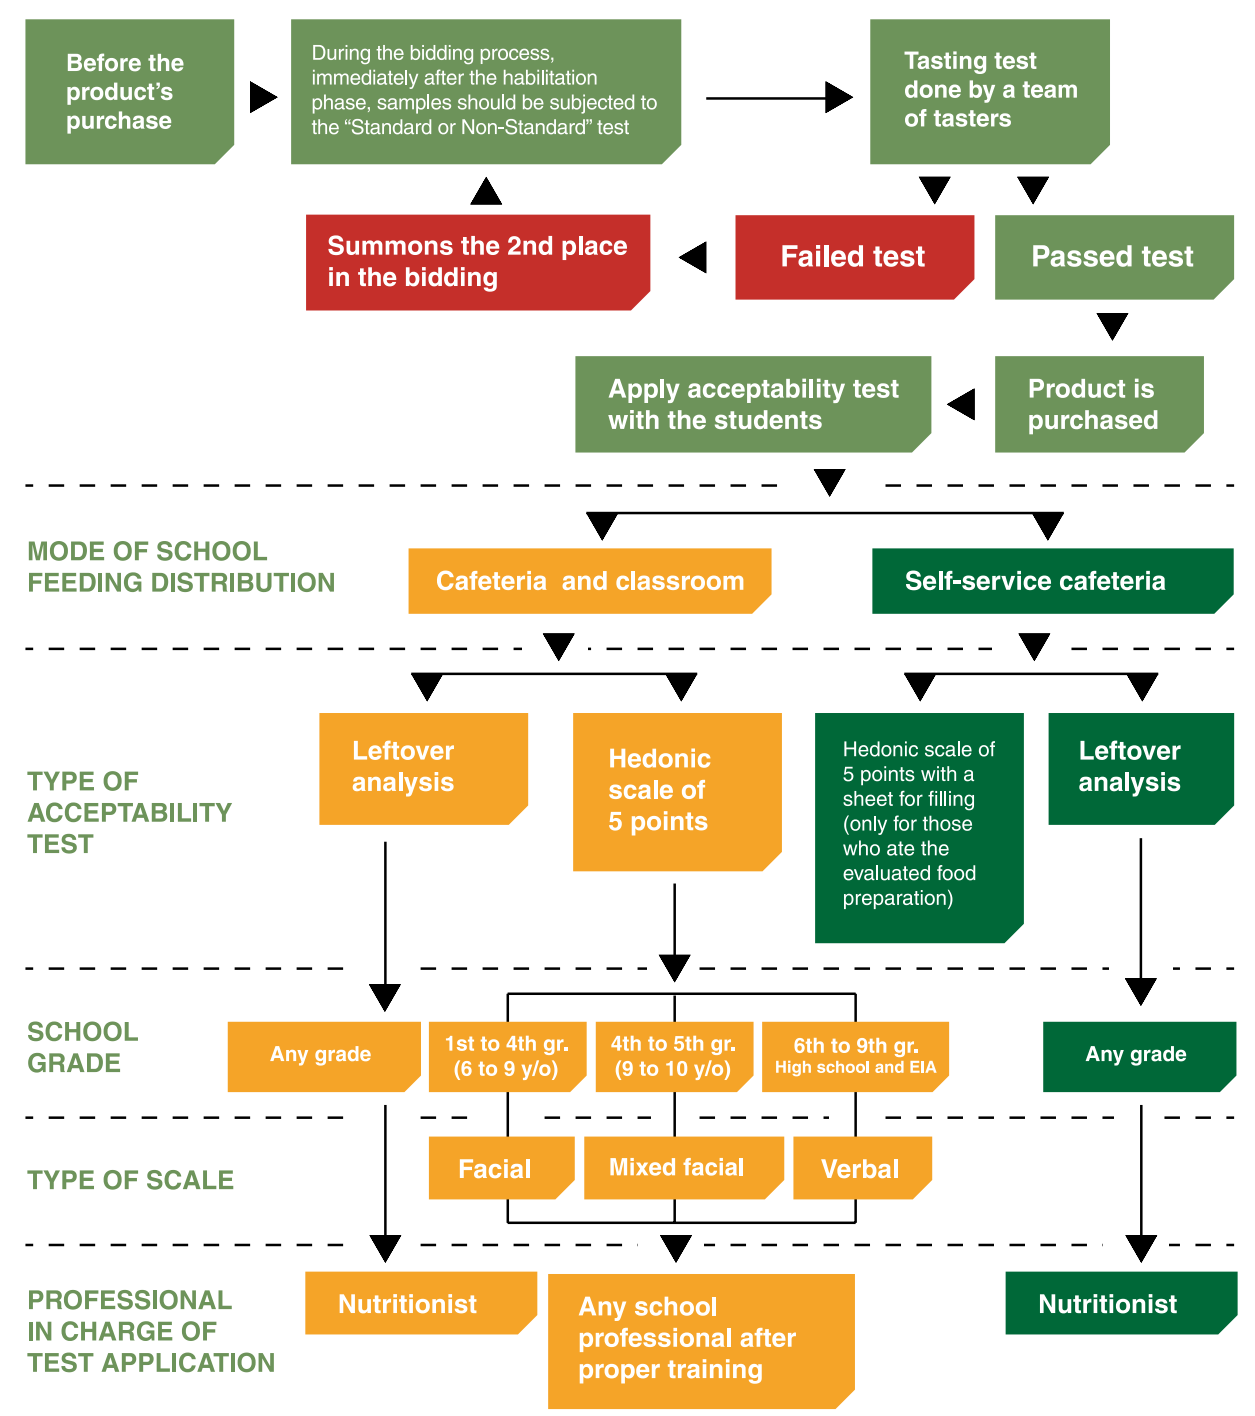 Before the
product's
purchase
During the bidding process,
immediately after the habilitation
phase, samples should be subjected to
the “Standard or Non-Standard” test
Tasting test
done by a team
of tasters
Summons the 2nd place
in the bidding
Failed test
Passed test
Apply acceptability test
with the students
Product is
purchased
MODE OF SCHOOL
FEEDING DISTRIBUTION
Cafeteria and classroom
Self-service cafeteria
TYPE OF
ACCEPTABILITY
TEST
Leftover
analysis
Hedonic
scale of
5 points
Hedonic scale of
5 points with a
sheet for filling
(only for those
who ate the
evaluated food
preparation)
Leftover
analysis
SCHOOL
GRADE
Any grade
1st to 4th gr.
(6 to 9 y/o)
4th to 5th gr.
(9 to 10 y/o)
6th to 9th gr.
High school and EIA
Any grade
TYPE OF SCALE
Facial
Mixed facial
Verbal
PROFESSIONAL
IN CHARGE OF
TEST APPLICATION
Nutritionist
Any school
professional after
proper training
Nutritionist